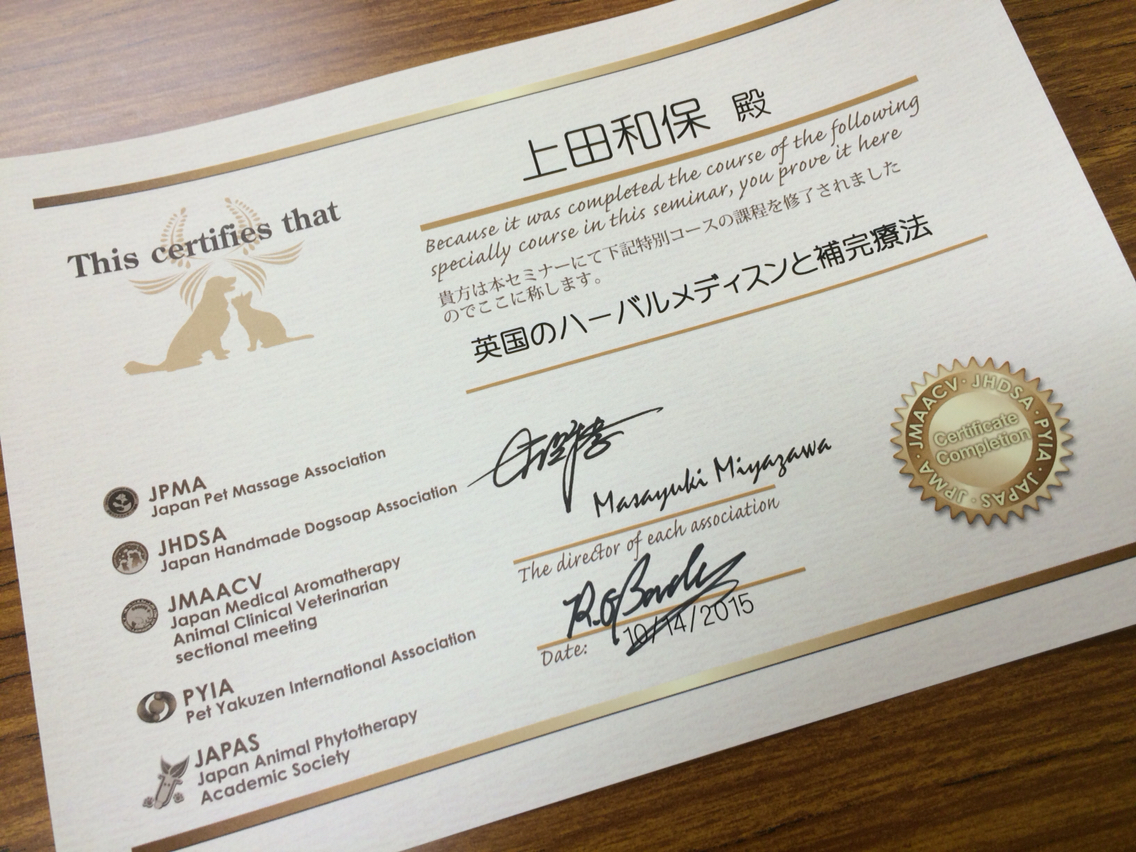 This certifies that
上田和保 殿
Because it was completed the course of the following
specially course in this seminar, you prove it here
貴方は本セミナーにて下記特別コースの課程を修了されました
のでここに称します。
英国のハーバルメディスンと補完療法
JPMA
Japan Pet Massage Association
JHDSA
Japan Handmade Dogsoap Association
JMAACV
Japan Medical Aromatherapy
Animal Clinical Veterinarian
sectional meeting
PYIA
Pet Yakuzen International Association
JAPAS
Japan Animal Phytotherapy
Academic Society
Masayuki Miyazawa
The director of each association
Date: 10/14/2015
JPMA · JMAACV · JHDSA · PYIA · JAPAS
Certificate
Completion